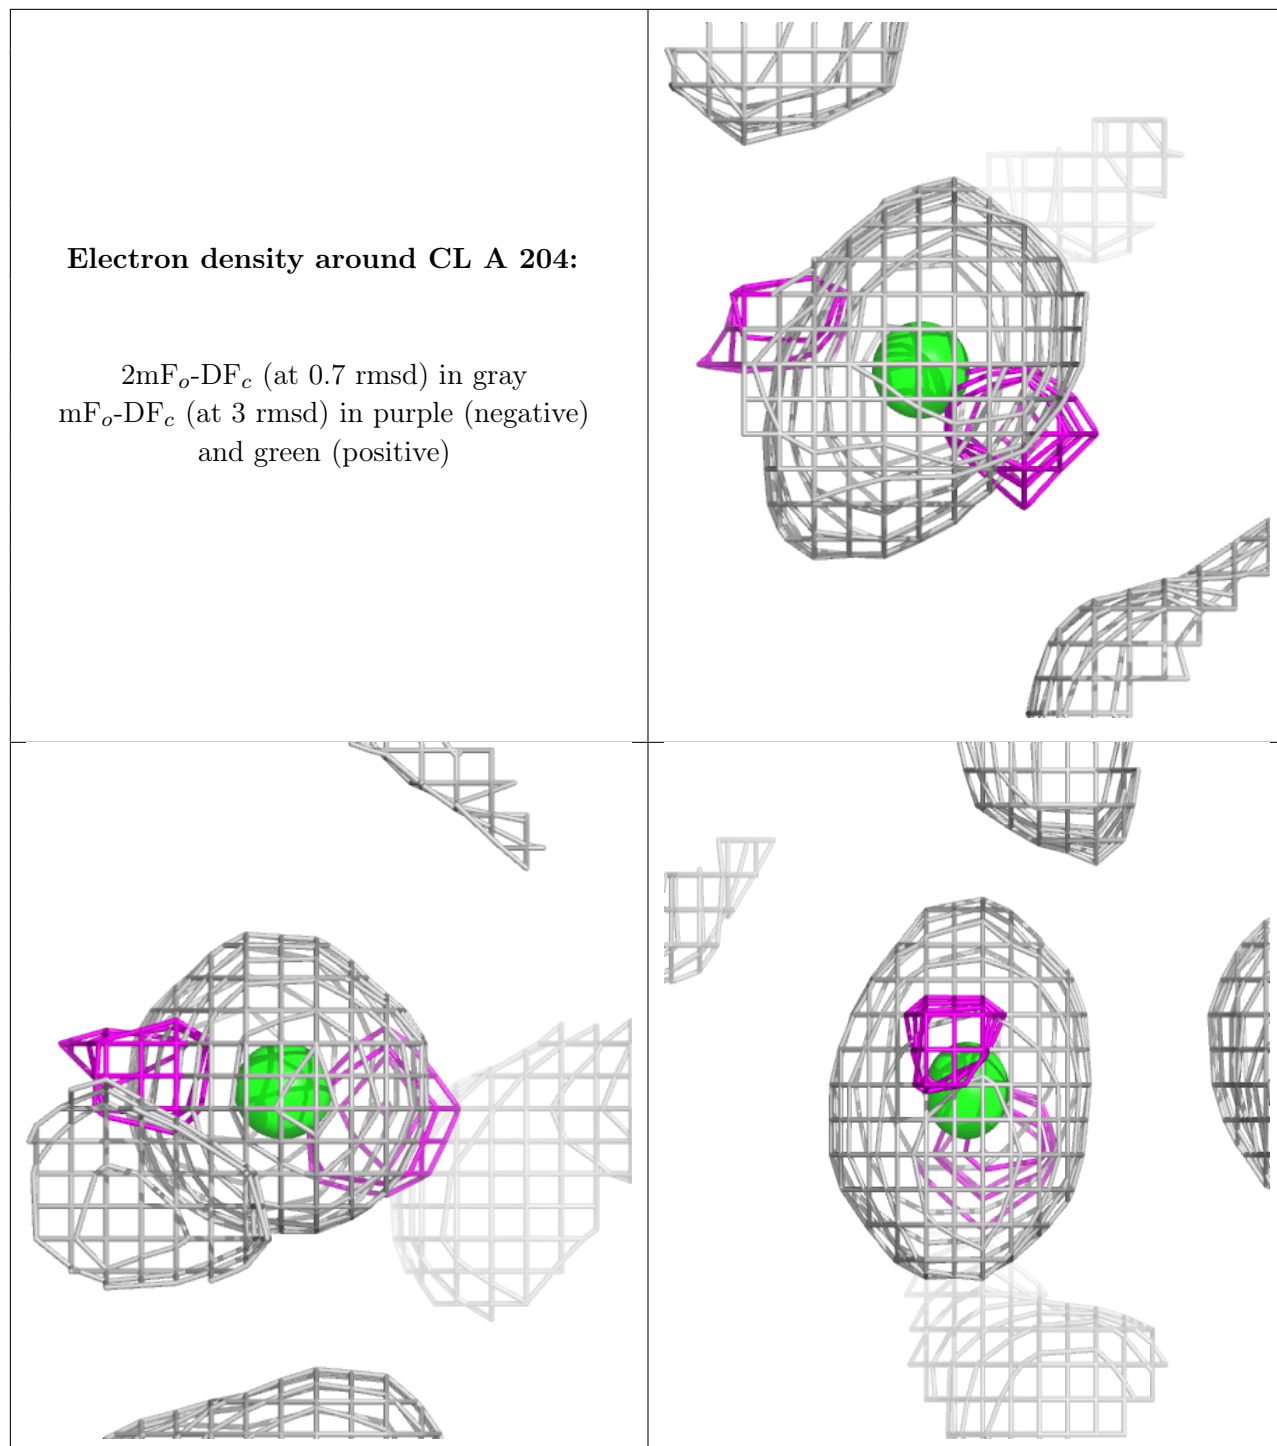 Electron density around CL A 204:
2mFo-DFc (at 0.7 rmsd) in gray
mFo-DFc (at 3 rmsd) in purple (negative)
and green (positive)